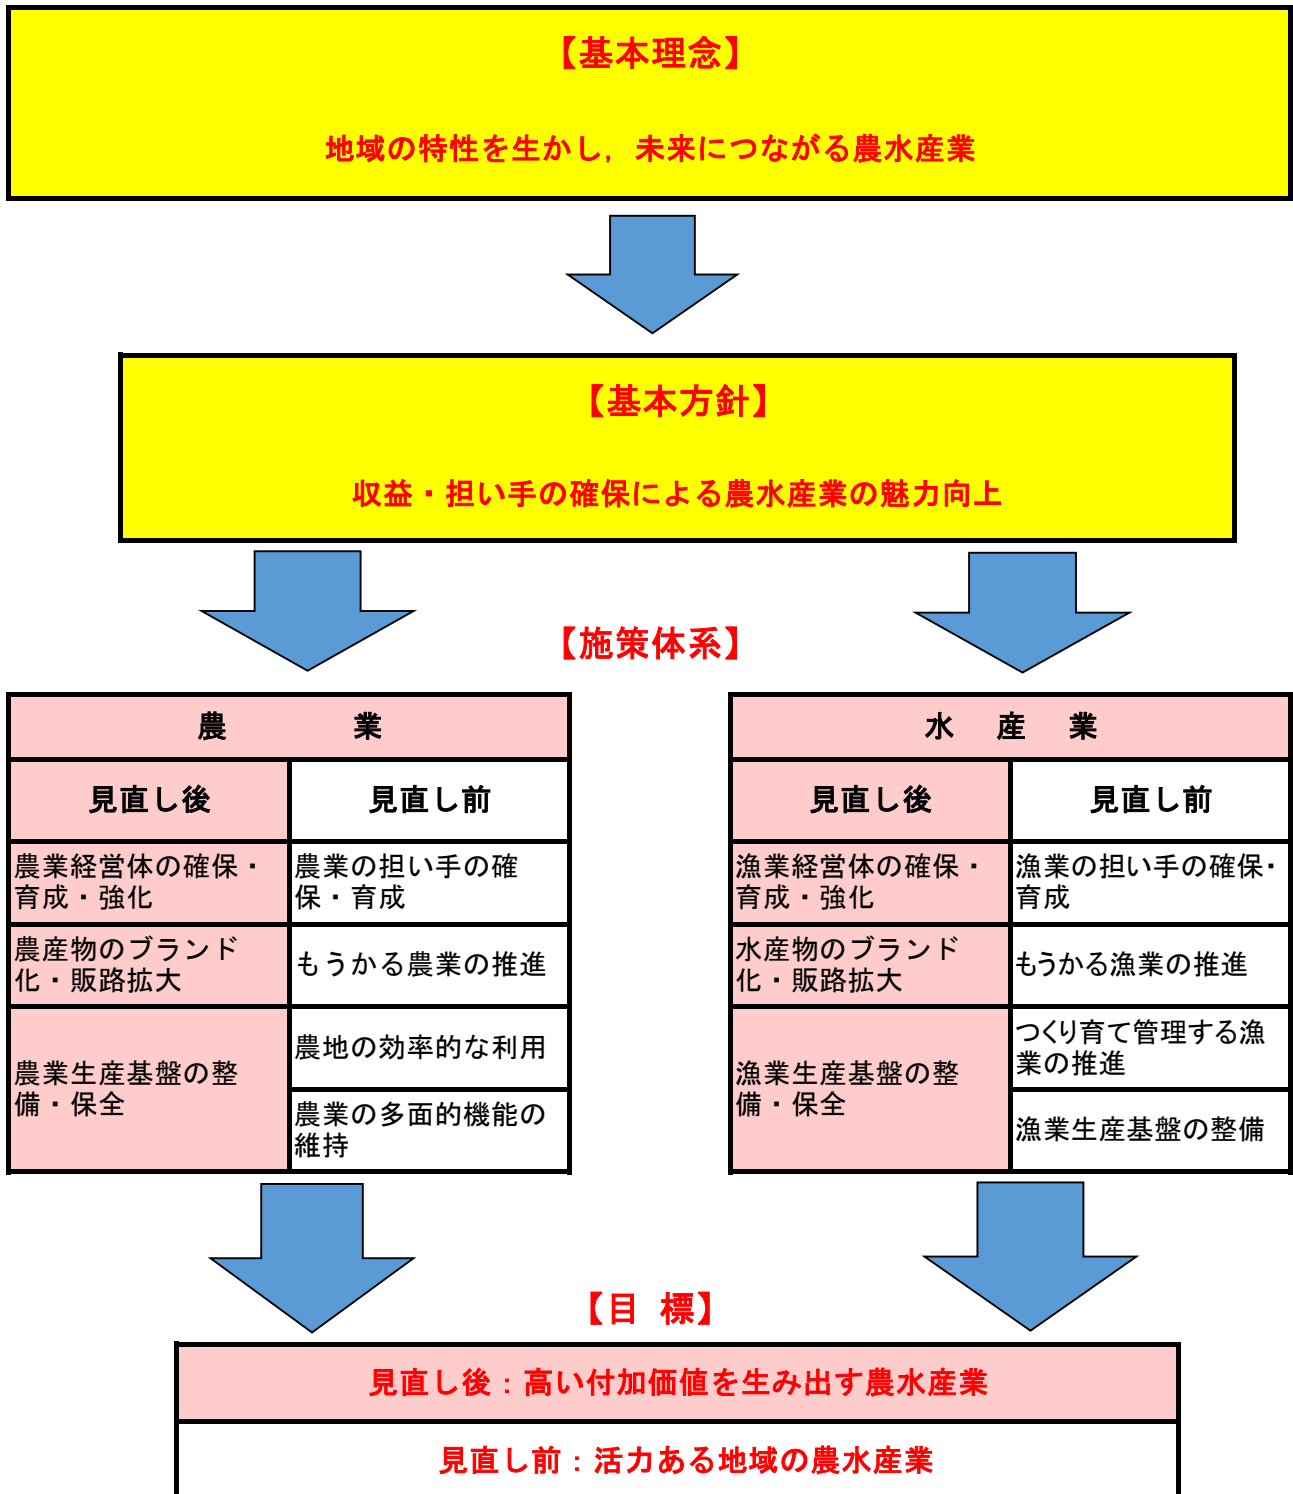 【基本理念】
地域の特性を生かし，未来につながる農水産業
【基本方針】
収益・担い手の確保による農水産業の魅力向上
【施策体系】
農　業
見直し後
見直し前
農業経営体の確保・
育成・強化
農業の担い手の確
保・育成
農産物のブランド
化・販路拡大
もうかる農業の推進
農業生産基盤の整
備・保全
農地の効率的な利用
農業の多面的機能の
維持
水　産　業
見直し後
見直し前
漁業経営体の確保・
育成・強化
漁業の担い手の確保・
育成
水産物のブランド
化・販路拡大
もうかる漁業の推進
漁業生産基盤の整
備・保全
つくり育て管理する漁
業の推進
漁業生産基盤の整備
【目　標】
見直し後：高い付加価値を生み出す農水産業
見直し前：活力ある地域の農水産業